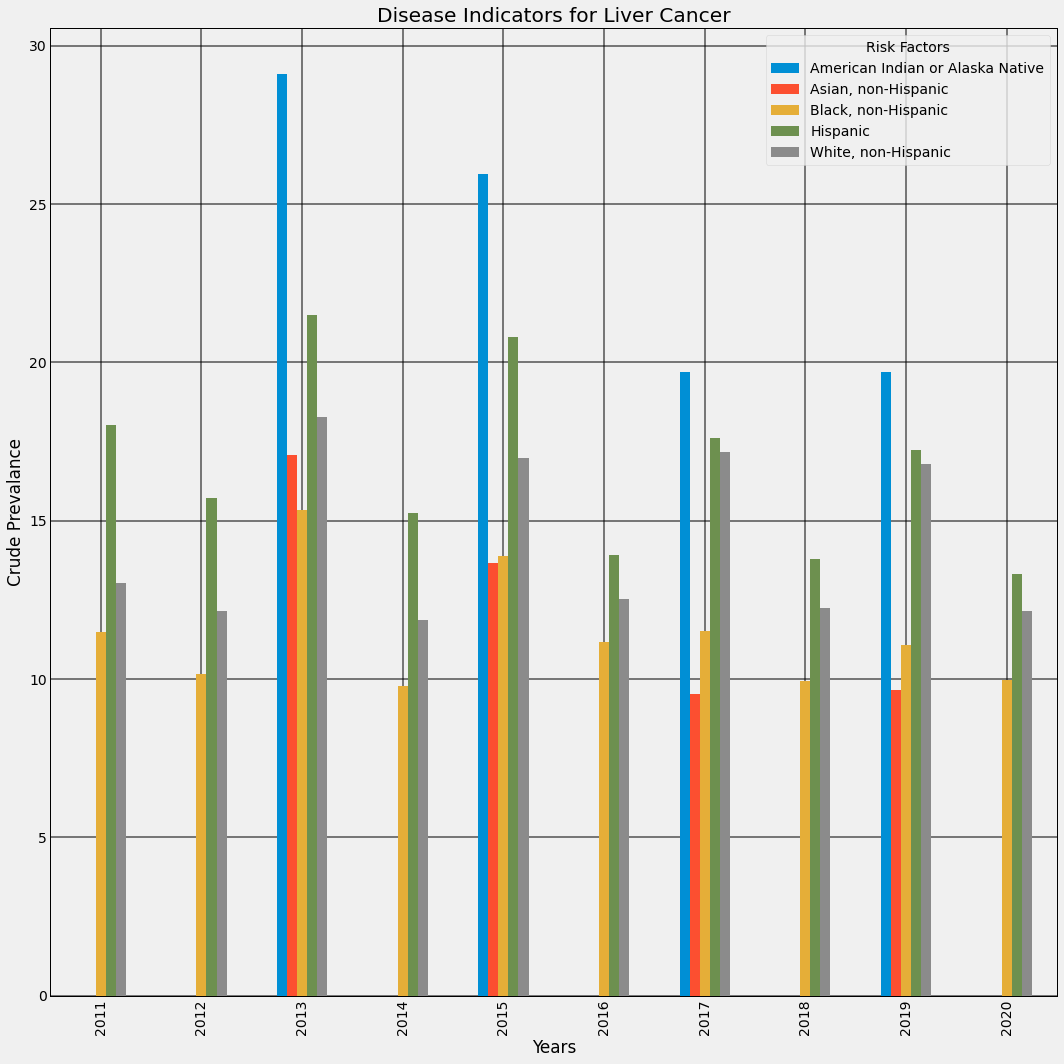 Disease Indicators for Liver Cancer
Risk Factors
American Indian or Alaska Native
Asian, non-Hispanic
Black, non-Hispanic
Hispanic
White, non-Hispanic
Crude Prevalance
30
25
20
15
10
5
0
2011
2012
2013
2014
2015
2016
2017
2018
2019
2020
Years